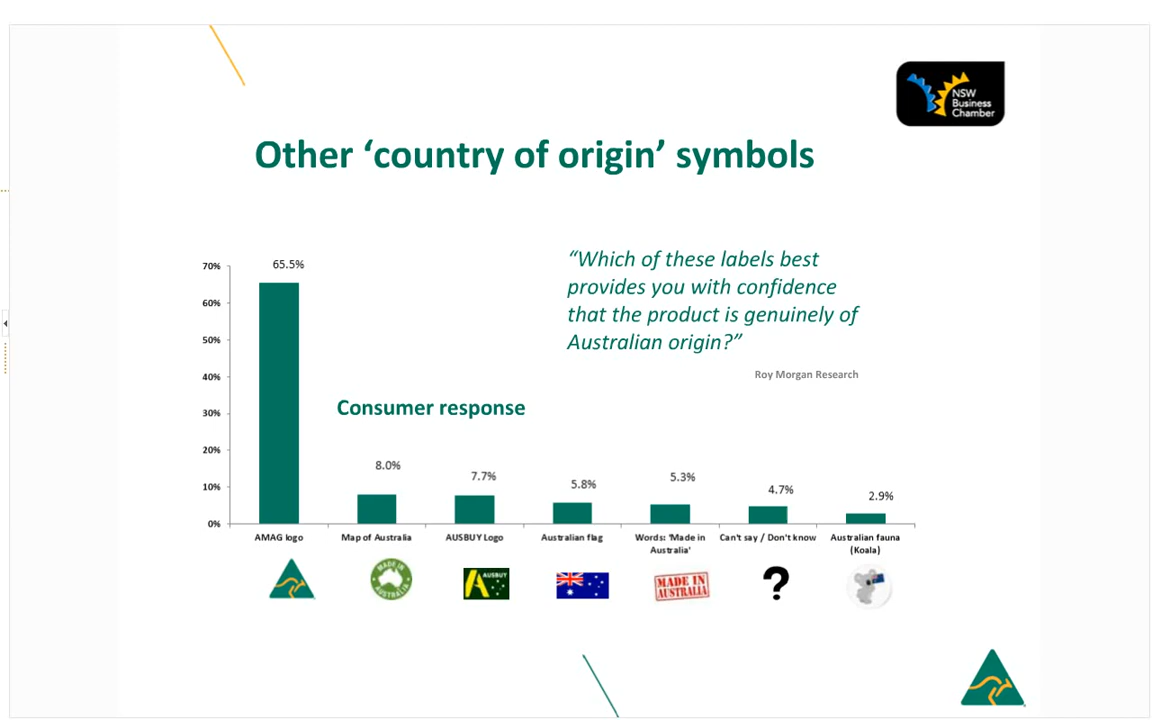 NSW
Business
Chamber
Other ‘country of origin’ symbols
“Which of these labels best
provides you with confidence
that the product is genuinely of
Australian origin?”
Roy Morgan Research
Consumer response
70%
60%
50%
40%
30%
20%
10%
0%
65.5%
8.0%
7.7%
5.8%
5.3%
4.7%
2.9%
AMAG logo
Map of Australia
AUSBUY Logo
Australian flag
Words: 'Made in
Australia'
Can't say / Don't know
Australian fauna
(Koala)
MADE IN
AUSTRALIA
AUSBUY
MADE IN
AUSTRALIA
?